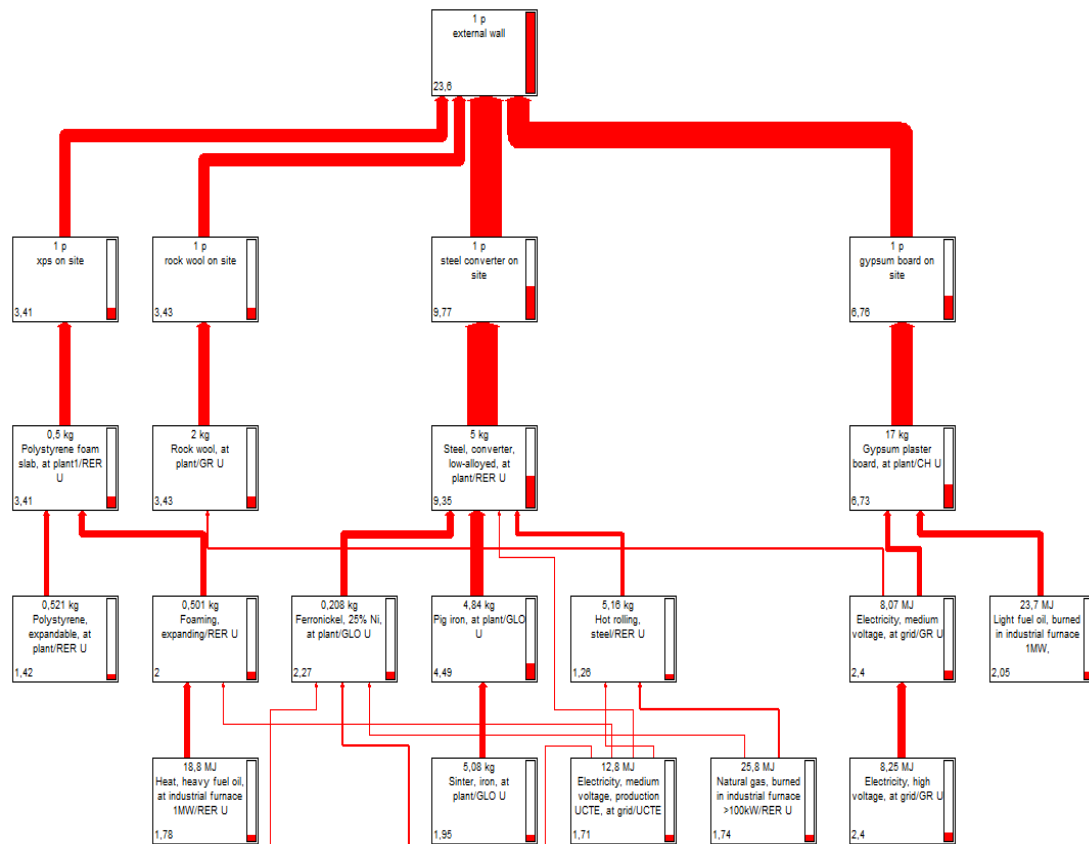 1 p
external wall
23,6
1 p
xps on site
3,41
1 p
rock wool on site
3,43
1 p
steel converter on
site
9,77
1 p
gypsum board on
site
6,76
0,5 kg
Polystyrene foam
slab, at plant1/RER
U
3,41
2 kg
Rock wool, at
plant/GR U
3,43
5 kg
Steel, converter,
low-alloyed, at
plant/RER U
9,35
17 kg
Gypsum plaster
board, at plant/CH U
6,73
0,521 kg
Polystyrene,
expandable, at
plant/RER U
1,42
0,501 kg
Foaming,
expanding/RER U
2
0,208 kg
Ferronickel, 25% Ni,
at plant/GLO U
2,27
4,84 kg
Pig iron, at plant/GLO
U
4,49
5,16 kg
Hot rolling,
steel/RER U
1,26
8,07 MJ
Electricity, medium
voltage, at grid/GR U
2,4
23,7 MJ
Light fuel oil, burned
in industrial furnace
1MW,
2,05
18,8 MJ
Heat, heavy fuel oil,
at industrial furnace
1MW/RER U
1,78
5,08 kg
Sinter, iron, at
plant/GLO U
1,95
12,8 MJ
Electricity, medium
voltage, production
UCTE, at grid/UCTE
1,71
25,8 MJ
Natural gas, burned
in industrial furnace
>100kW/RER U
1,74
8,25 MJ
Electricity, high
voltage, at grid/GR U
2,4